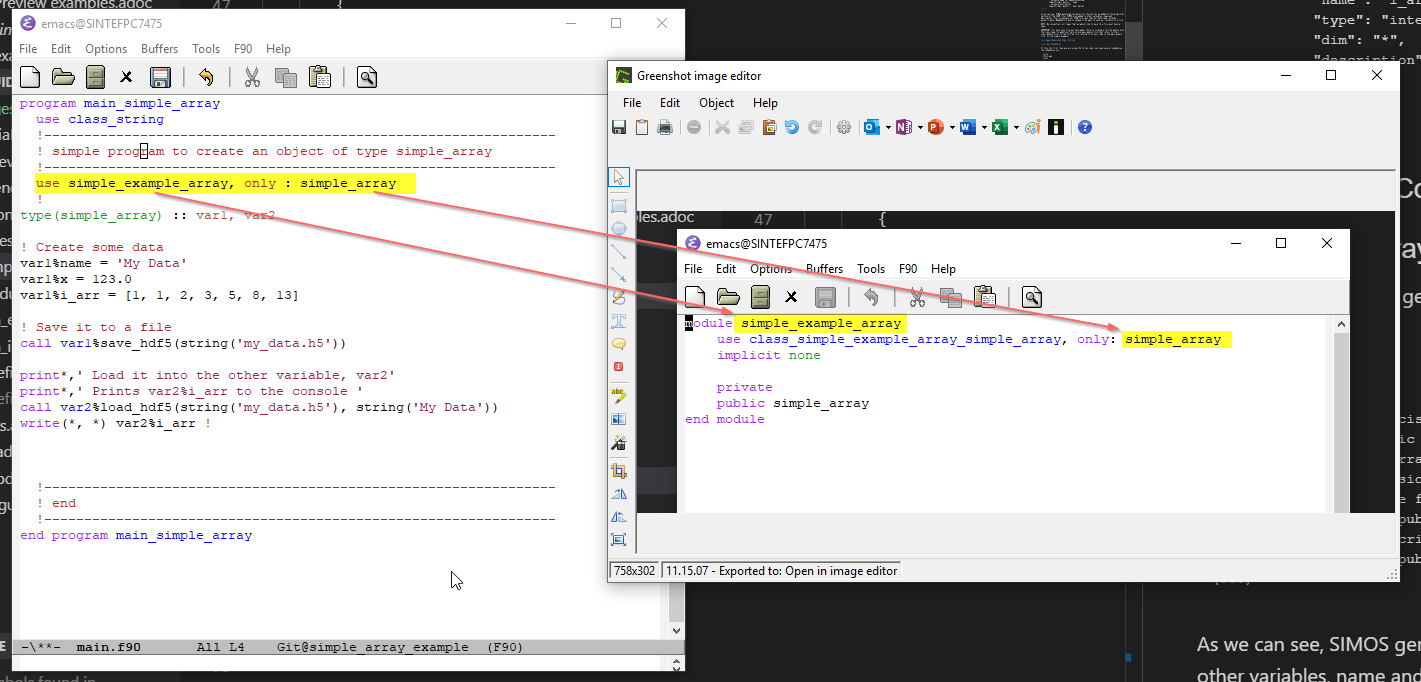 review examples.adoc
47
{
emacs@SINTEFPC7475
File Edit Options Buffers Tools F90 Help
program main_simple_array
use class_string
!----------------------------------------------------------------
! simple program to create an object of type simple_array
!----------------------------------------------------------------
use simple_example_array, only : simple_array
!
type(simple_array) :: var1, var2
! Create some data
var1%name = 'My Data'
var1%x = 123.0
var1%i_arr = [1, 1, 2, 3, 5, 8, 13]
! Save it to a file
call var1%save_hdf5(string('my_data.h5'))
print*,' Load it into the other variable, var2'
print*,' Prints var2%i_arr to the console '
call var2%load_hdf5(string('my_data.h5'), string('My Data'))
write(*, *) var2%i_arr !
!----------------------------------------------------------------
! end
!----------------------------------------------------------------
end program main_simple_array
-\**- main.f90 All L4 Git@simple_array_example (F90)
Greenshot image editor
File Edit Object Help
les.adoc
47
{
emacs@SINTEFPC7475
File Edit Options Buffers Tools F90 Help
module simple_example_array
use class_simple_example_array_simple_array, only: simple_array
implicit none
private
public simple_array
end module
758x302
11.15.07 - Exported to: Open in image editor
"type": "inte
"dim": "*",
As we can see, SIMOS ger
other variables, name and